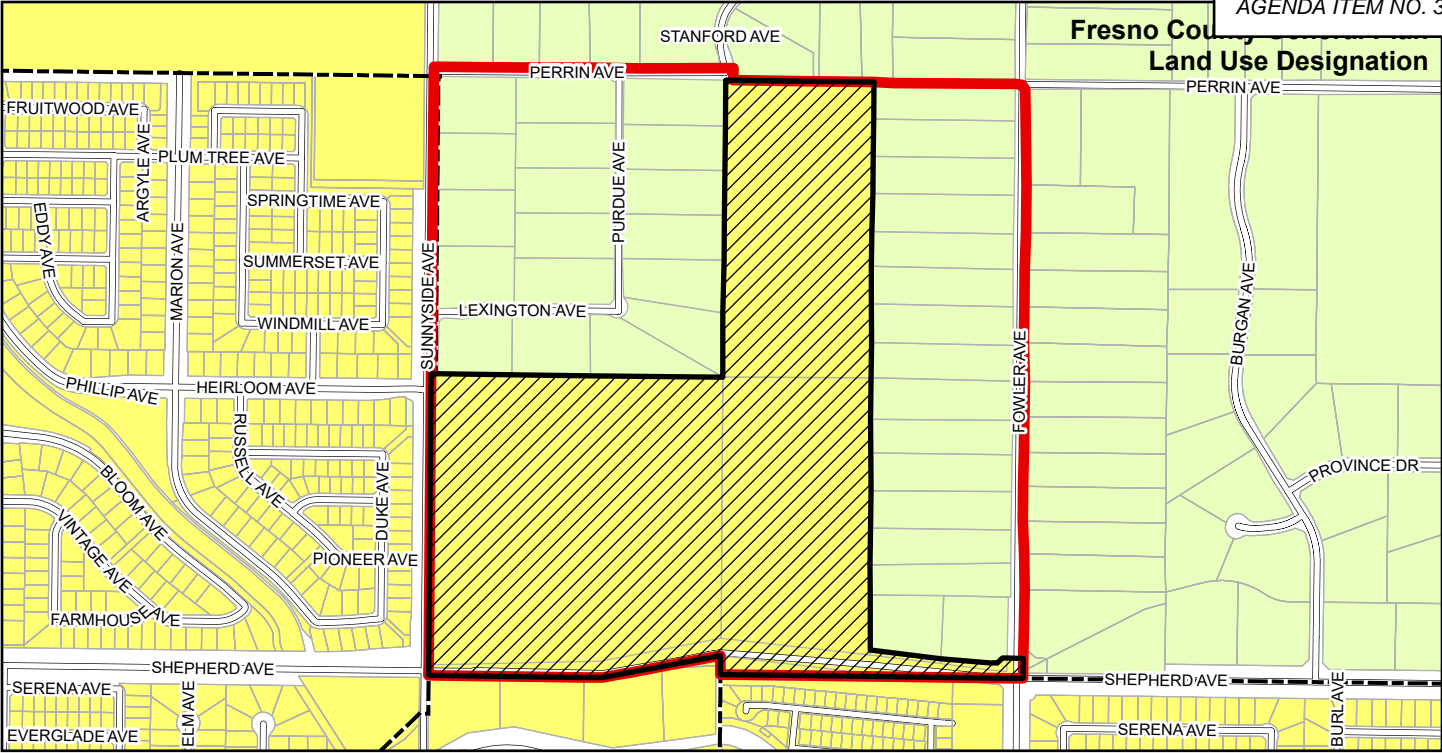 AGENDA ITEM NO. 3
Fresno County General Plan
Land Use Designation
STANFORD AVE
PERRIN AVE
PERRIN AVE
FRUITWOOD AVE
ARGYLE AVE
PLUM TREE AVE
PURDUE AVE
SPRINGTIME AVE
EDDY AVE
MARION AVE
SUNNYSIDE AVE
SUMMERSET AVE
BURGAN AVE
LEXINGTON AVE
WINDMILL AVE
FOWLER AVE
PHILLIP AVE
HEIRLOOM AVE
RUSSELL AVE
PROVINCE DR
BLOOM AVE
DUKE AVE
VINTAGE AVE
PIONEER AVE
FARMHOUSE AVE
SHEPHERD AVE
SHEPHERD AVE
SERENA AVE
ELM AVE
BURL AVE
SERENA AVE
EVERGLADE AVE